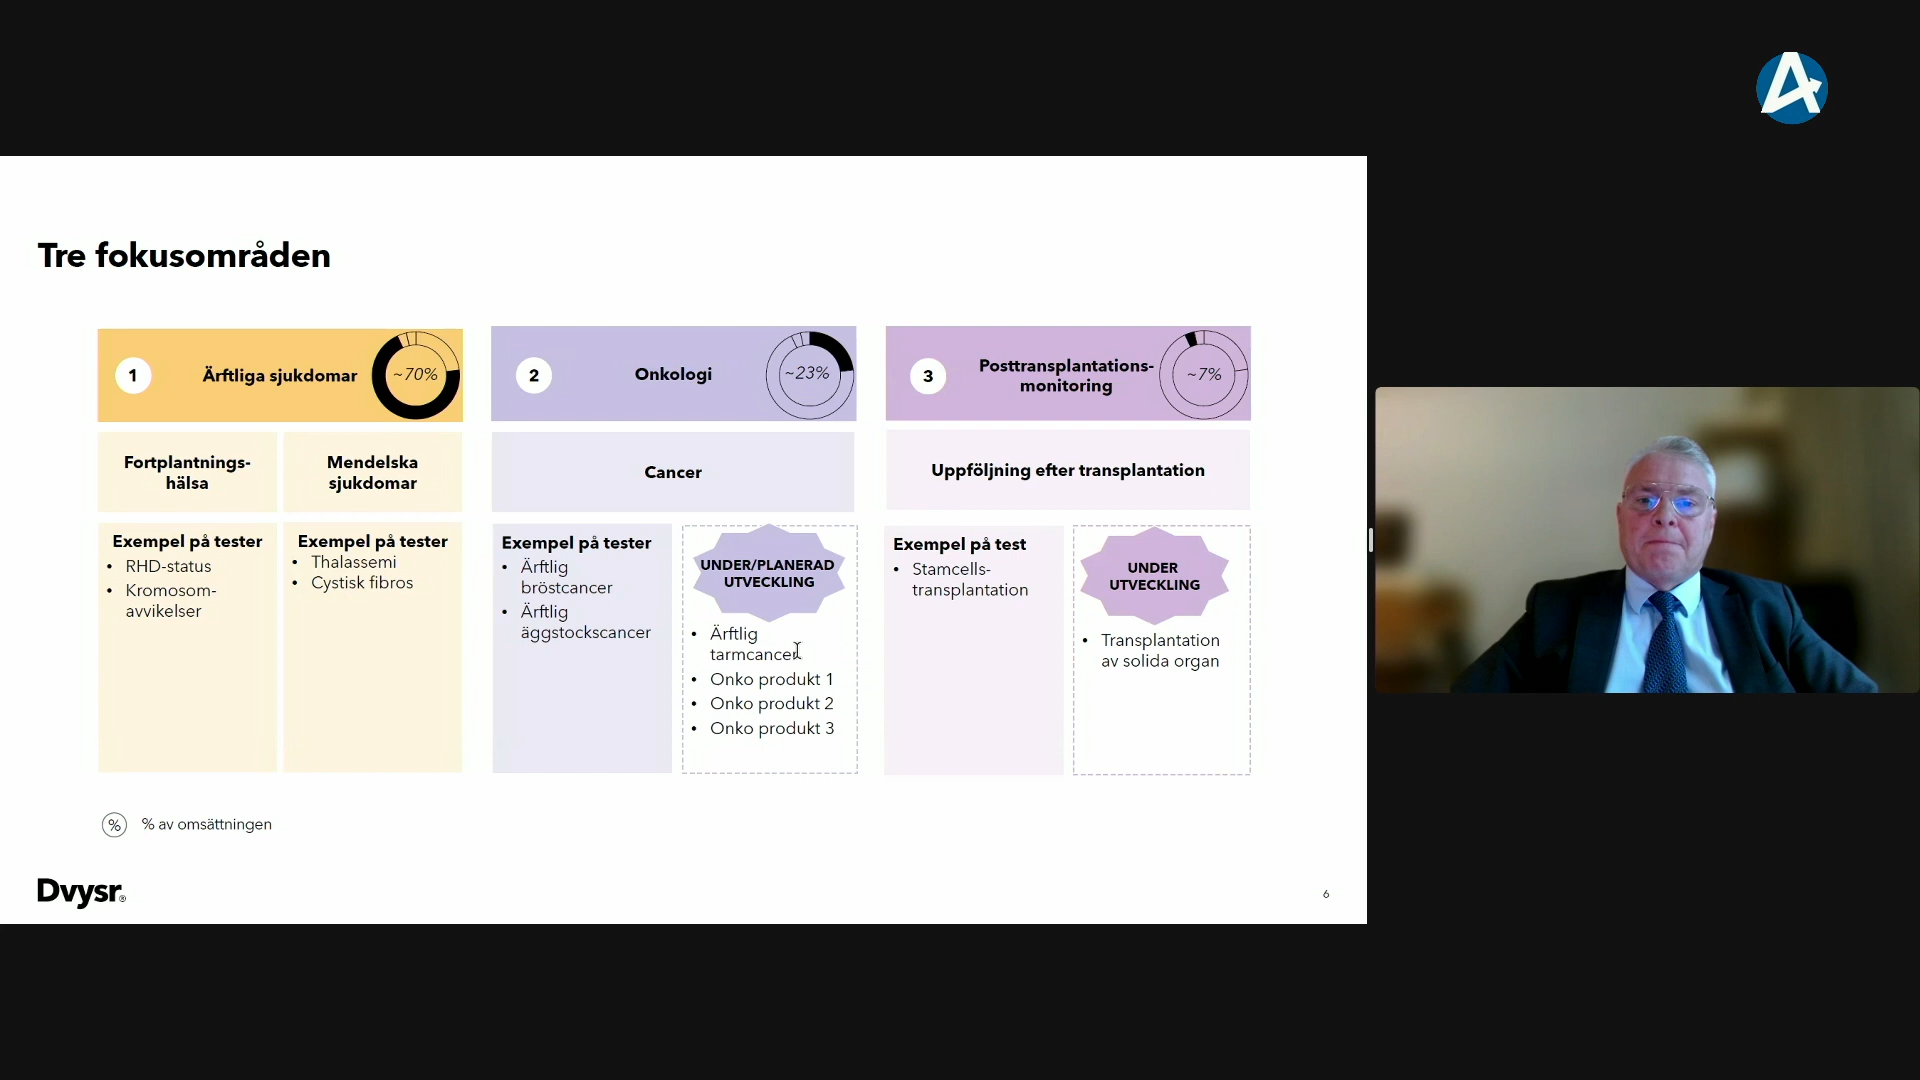 Tre fokusområden
1
Ärftliga sjukdomar
~70%
2
Onkologi
~23%
3
Posttransplantations-
monitoring
~7%
Fortplantnings-
hälsa
Mendelska
sjukdomar
Cancer
Uppföljning efter transplantation
Exempel på tester
• RHD-status
• Kromosom-
avvikelser
Exempel på tester
• Thalassemi
• Cystisk fibros
Exempel på tester
• Ärftlig
bröstcancer
• Ärftlig
äggstockscancer
UNDER/PLANERAD
UTVECKLING
• Ärftlig
tarmcancer
• Onko produkt 1
• Onko produkt 2
• Onko produkt 3
Exempel på test
• Stamcells-
transplantation
UNDER
UTVECKLING
• Transplantation
av solida organ
% % av omsättningen
Dvysr®
6